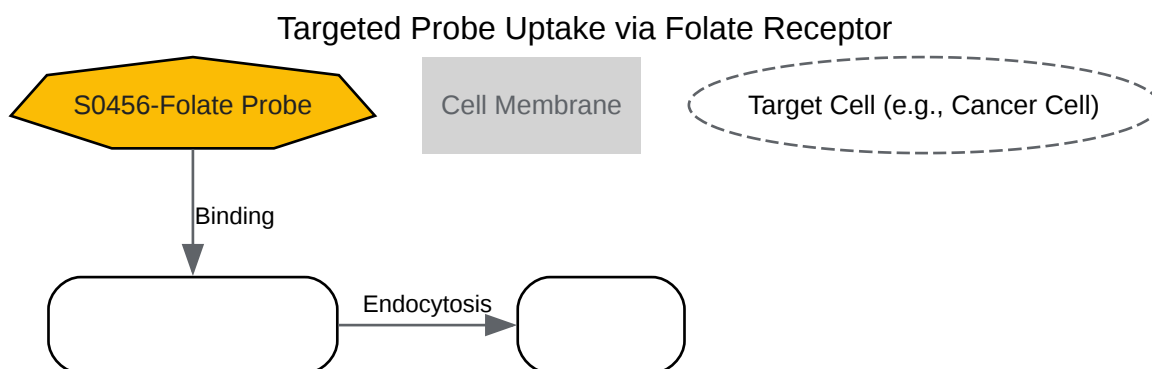 Targeted Probe Uptake via Folate Receptor
S0456-Folate Probe
Cell Membrane
Target Cell (e.g., Cancer Cell)
Binding
Endocytosis